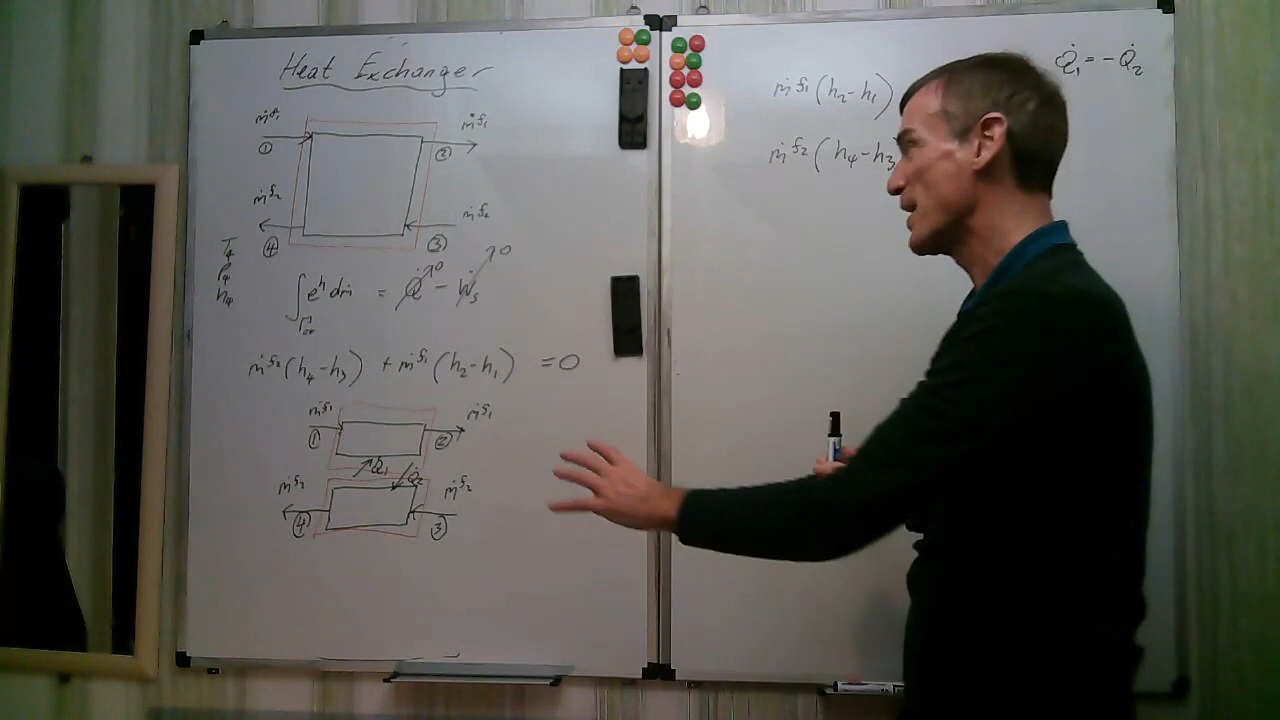 Heat Exchanger
ṁ^f1 ṁ^f1
① ②
ṁ^f2 ṁ^f2
④ ③
T₄
P₄
h₄
∫ e^h dṁ = Q̇ ↗0 − Ẇs ↗0
ṁ^f2 (h₄−h₃) + ṁ^f1 (h₂−h₁) = 0
ṁ^f1 ṁ^f1
① ②
Q̇₁ Q̇₂
ṁ^f2 ṁ^f2
④ ③
ṁ^f1 (h₂−h₁)
ṁ^f2 (h₄−h₃
Q̇₁ = −Q̇₂